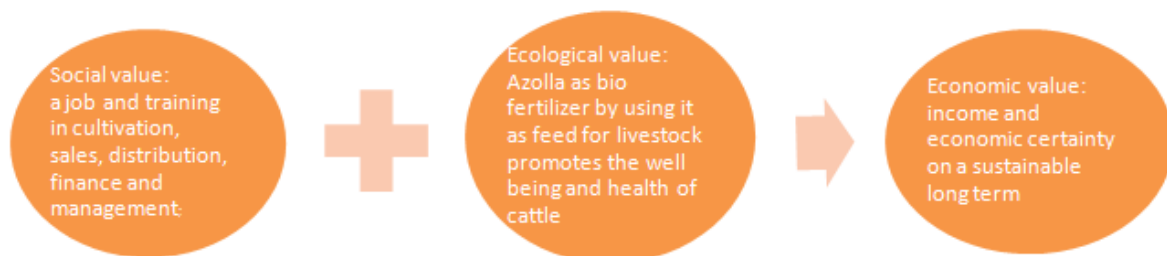 Social value:
a job and training
in cultivation,
sales, distribution,
finance and
management;
Ecological value:
Azolla as bio
fertilizer by using it
as feed for livestock
promotes the well
being and health of
cattle
Economic value:
income and
economic certainty
on a sustainable
long term